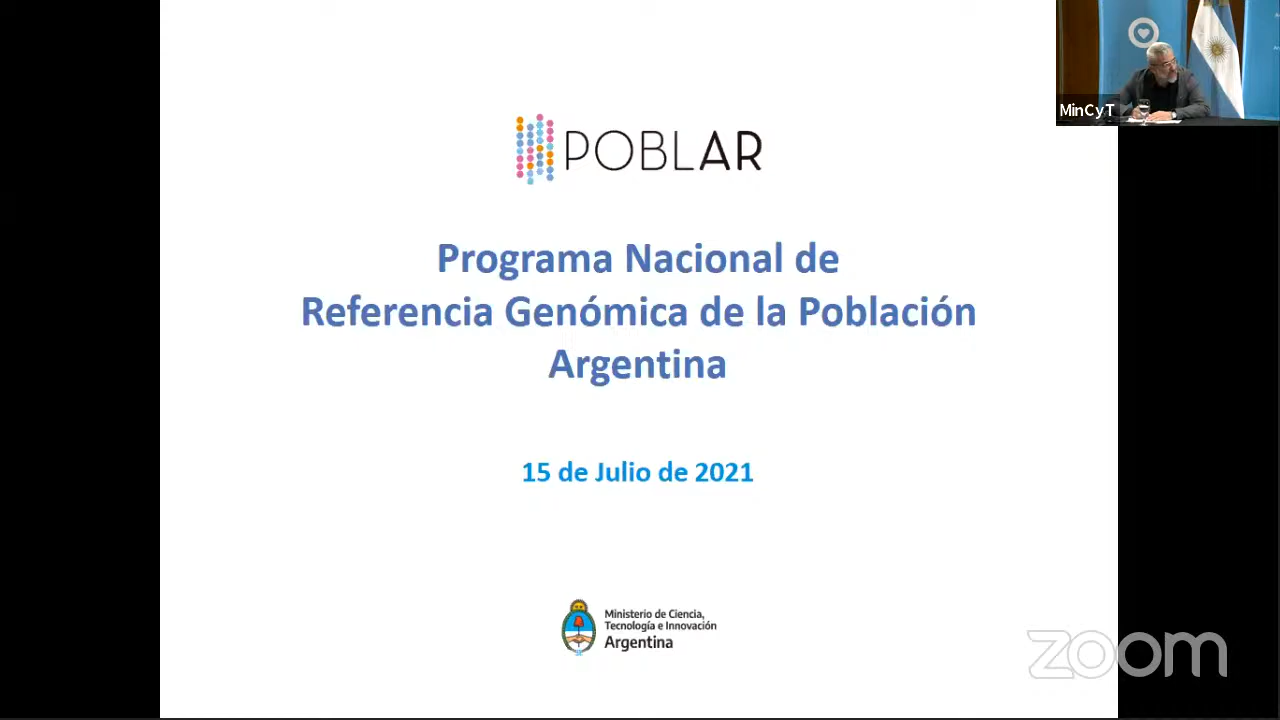 MinCyT
POBLAR
Programa Nacional de
Referencia Genómica de la Población
Argentina
15 de Julio de 2021
Ministerio de Ciencia,
Tecnología e Innovación
Argentina
zoom